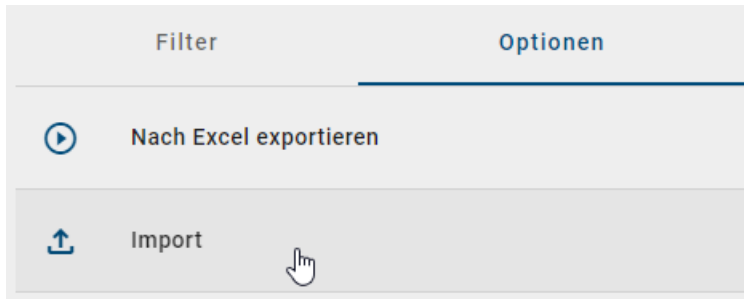 Filter
Optionen
Nach Excel exportieren
Import